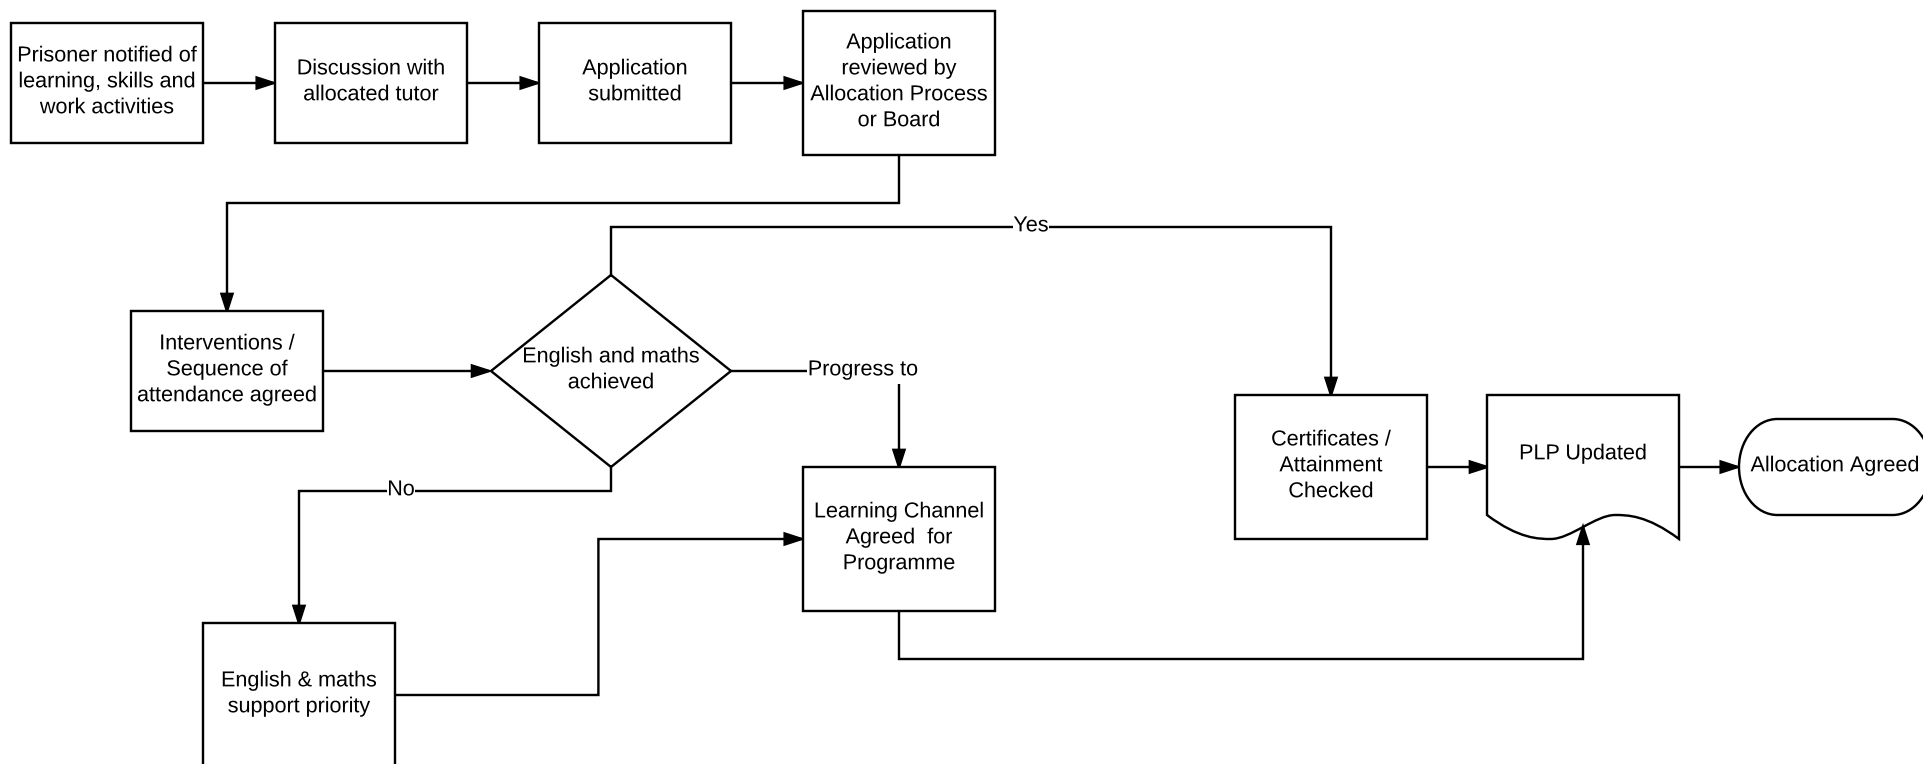 Prisoner notified of
learning, skills and
work activities
Discussion with
allocated tutor
Application
submitted
Application
reviewed by
Allocation Process
or Board
Yes
Interventions /
Sequence of
attendance agreed
English and maths
achieved
Progress to
No
Certificates /
Attainment
Checked
PLP Updated
Allocation Agreed
Learning Channel
Agreed  for
Programme
English & maths
support priority